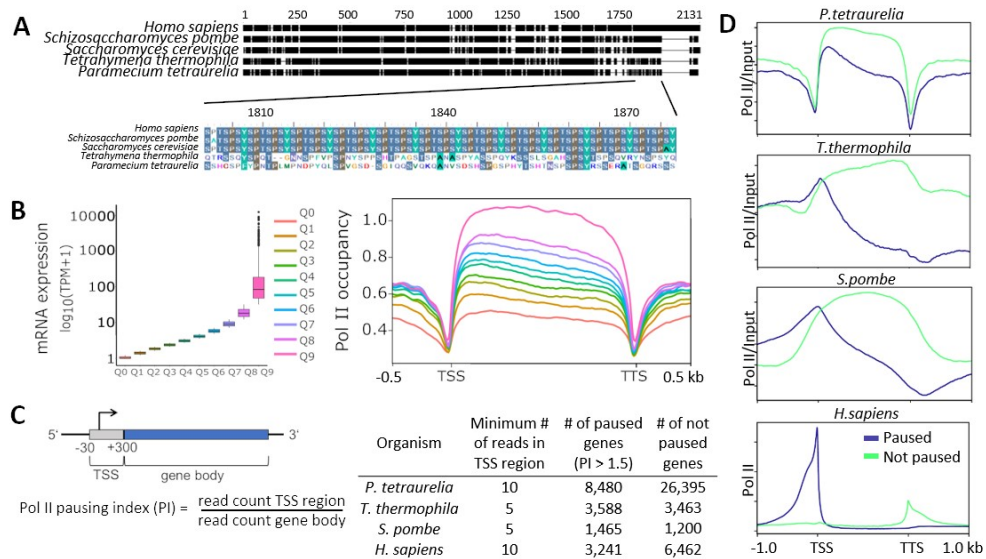 A
1 250 500 750 1000 1250 1500 1750 2131
Homo sapiens
Schizosaccharomyces pombe
Saccharomyces cerevisiae
Tetrahymena thermophila
Paramecium tetraurelia
1810 1840 1870
Homo sapiens
Schizosaccharomyces pombe
Saccharomyces cerevisiae
Tetrahymena thermophila
Paramecium tetraurelia
B
mRNA expression
log10(TPM+1)
10000
1000
100
10
1
Q0 Q1 Q2 Q3 Q4 Q5 Q6 Q7 Q8 Q9
Q0
Q1
Q2
Q3
Q4
Q5
Q6
Q7
Q8
Q9
Pol II occupancy
1.0
0.8
0.6
0.4
-0.5 TSS TTS 0.5 kb
C
5' 3'
-30 +300
TSS gene body
Pol II pausing index (PI) = read count TSS region
read count gene body
Organism Minimum # of reads in TSS region # of paused genes (PI > 1.5) # of not paused genes
P. tetraurelia 10 8,480 26,395
T. thermophila 5 3,588 3,463
S. pombe 5 1,465 1,200
H. sapiens 10 3,241 6,462
D
P.tetraurelia
Pol II/Input
T.thermophila
Pol II/Input
S.pombe
Pol II/Input
H.sapiens
Pol II
Paused
Not paused
-1.0 TSS TTS 1.0 kb